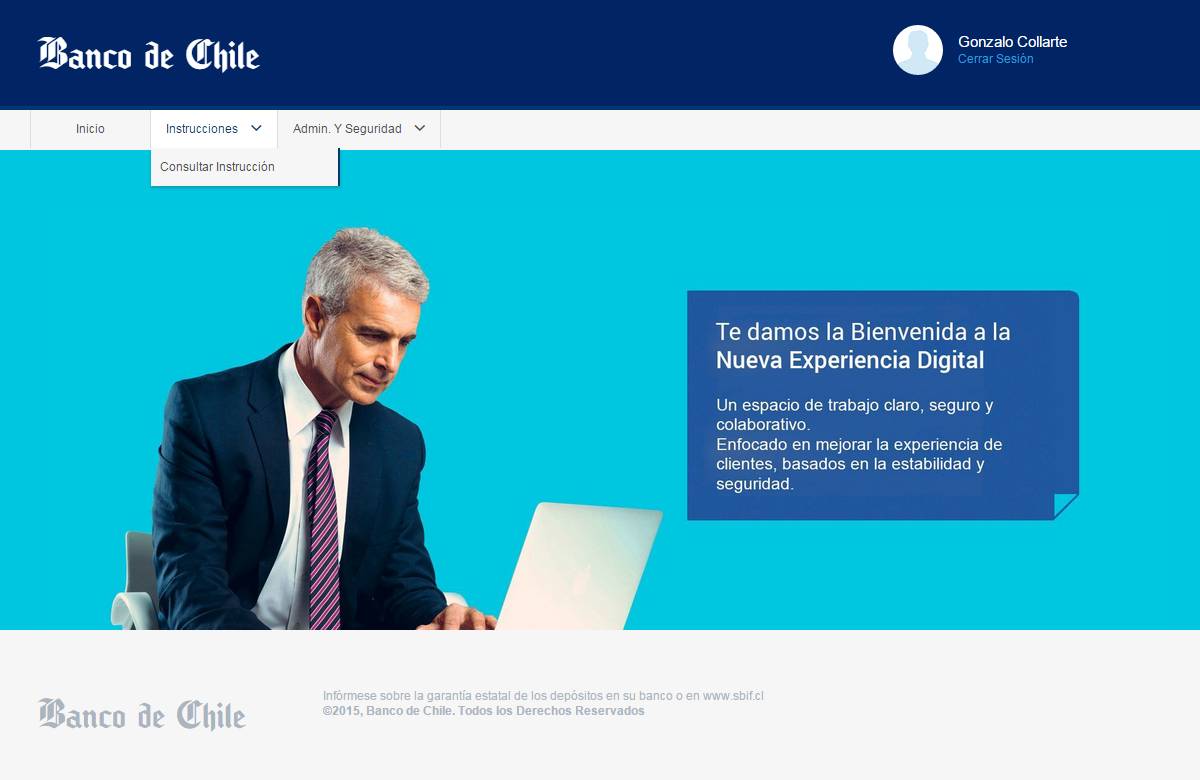 Banco de Chile
Gonzalo Collarte
Cerrar Sesión
Inicio
Instrucciones
Admin. Y Seguridad
Consultar Instrucción
Te damos la Bienvenida a la
Nueva Experiencia Digital
Un espacio de trabajo claro, seguro y
colaborativo.
Enfocado en mejorar la experiencia de
clientes, basados en la estabilidad y
seguridad.
Banco de Chile
Infórmese sobre la garantía estatal de los depósitos en su banco o en www.sbif.cl
©2015, Banco de Chile. Todos los Derechos Reservados